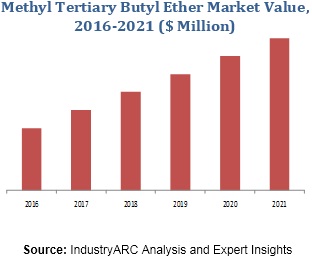 Methyl Tertiary Butyl Ether Market Value,
2016-2021 ($ Million)
2016 2017 2018 2019 2020 2021
Source: IndustryARC Analysis and Expert Insights